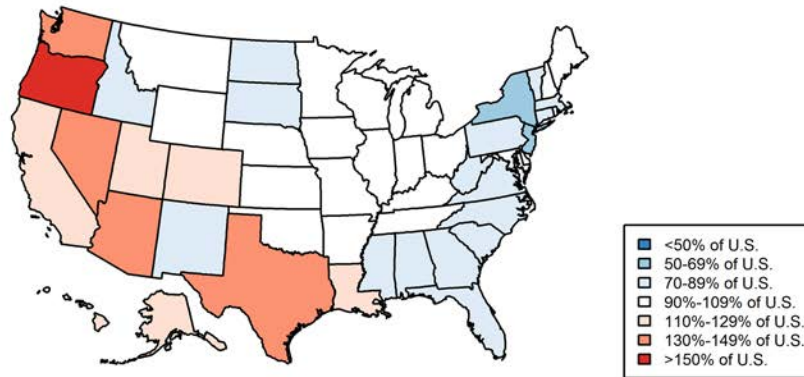 <50% of U.S.
50-69% of U.S.
70-89% of U.S.
90%-109% of U.S.
110%-129% of U.S.
130%-149% of U.S.
>150% of U.S.